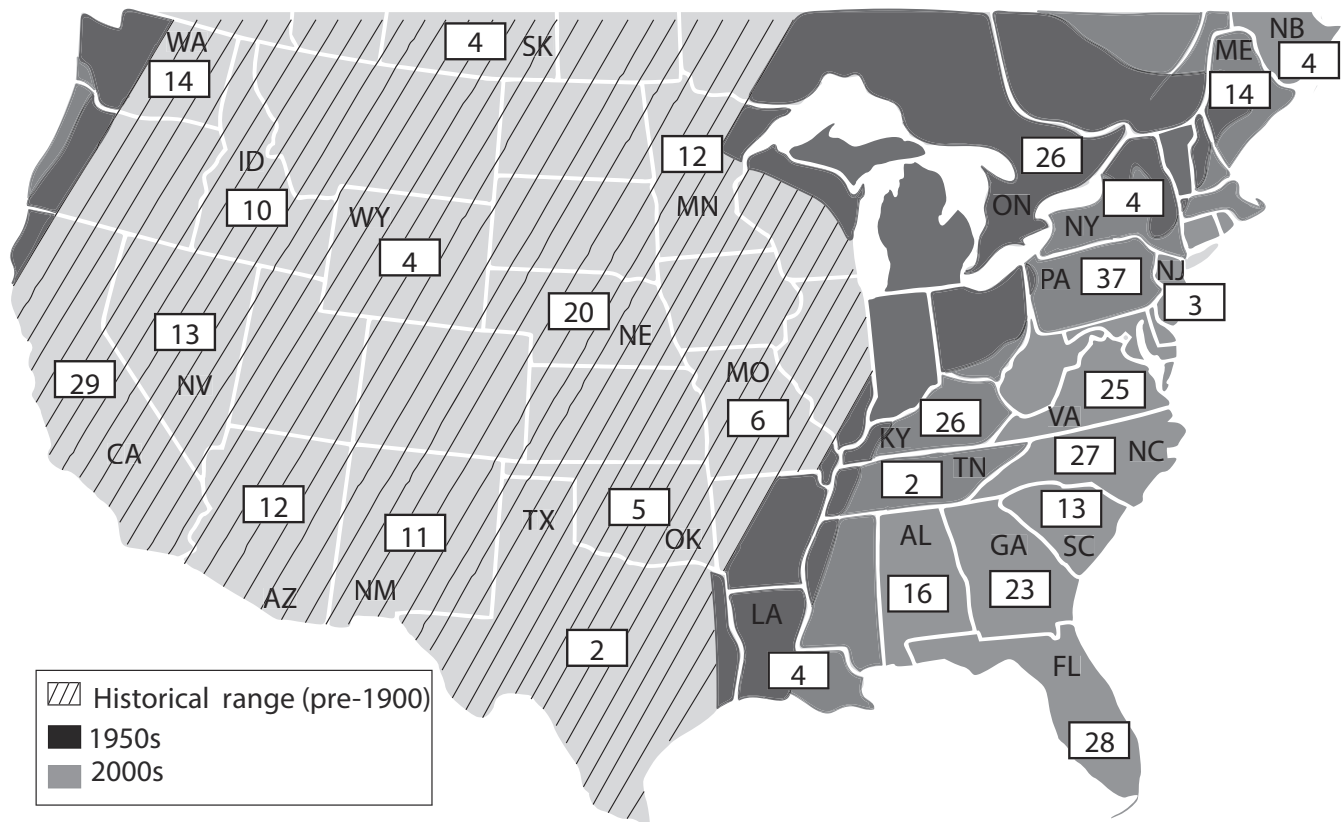 WA
14
4
SK
NB
4
ME
14
ID
10
12
MN
26
ON
4
NY
WY
4
PA
37
NJ
3
13
NV
20
NE
29
CA
MO
6
25
VA
KY
26
27
NC
2
TN
12
AZ
11
NM
TX
5
OK
13
SC
AL
16
GA
23
LA
4
2
FL
28
Historical range (pre-1900)
1950s
2000s